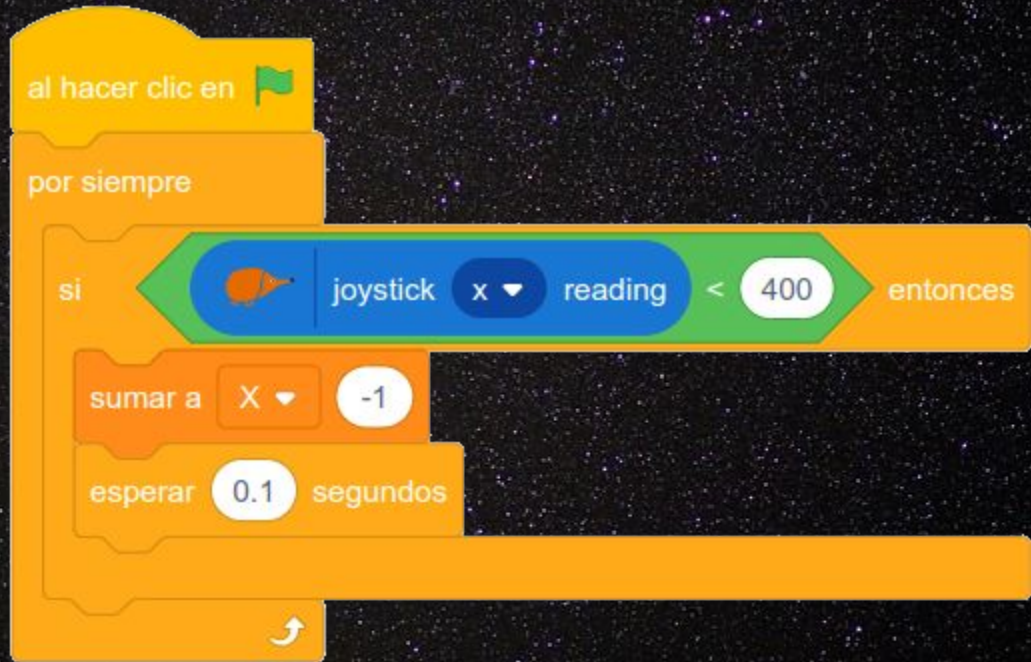 al hacer clic en
por siempre
si joystick x reading < 400 entonces
sumar a X -1
esperar 0.1 segundos